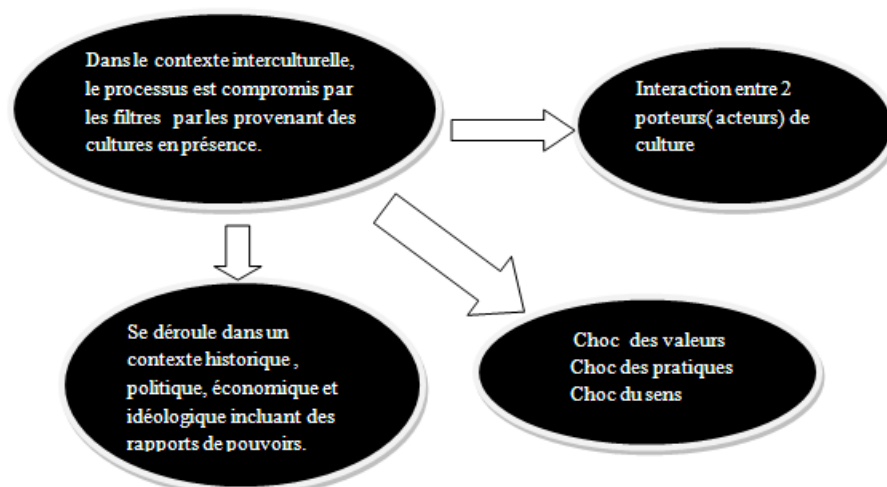 Dans le contexte interculturelle,
le processus est compromis par
les filtres par les provenant des
cultures en présence.
Interaction entre 2
porteurs( acteurs) de
culture
Se déroule dans un
contexte historique ,
politique, économique et
idéologique incluant des
rapports de pouvoirs.
Choc des valeurs
Choc des pratiques
Choc du sens